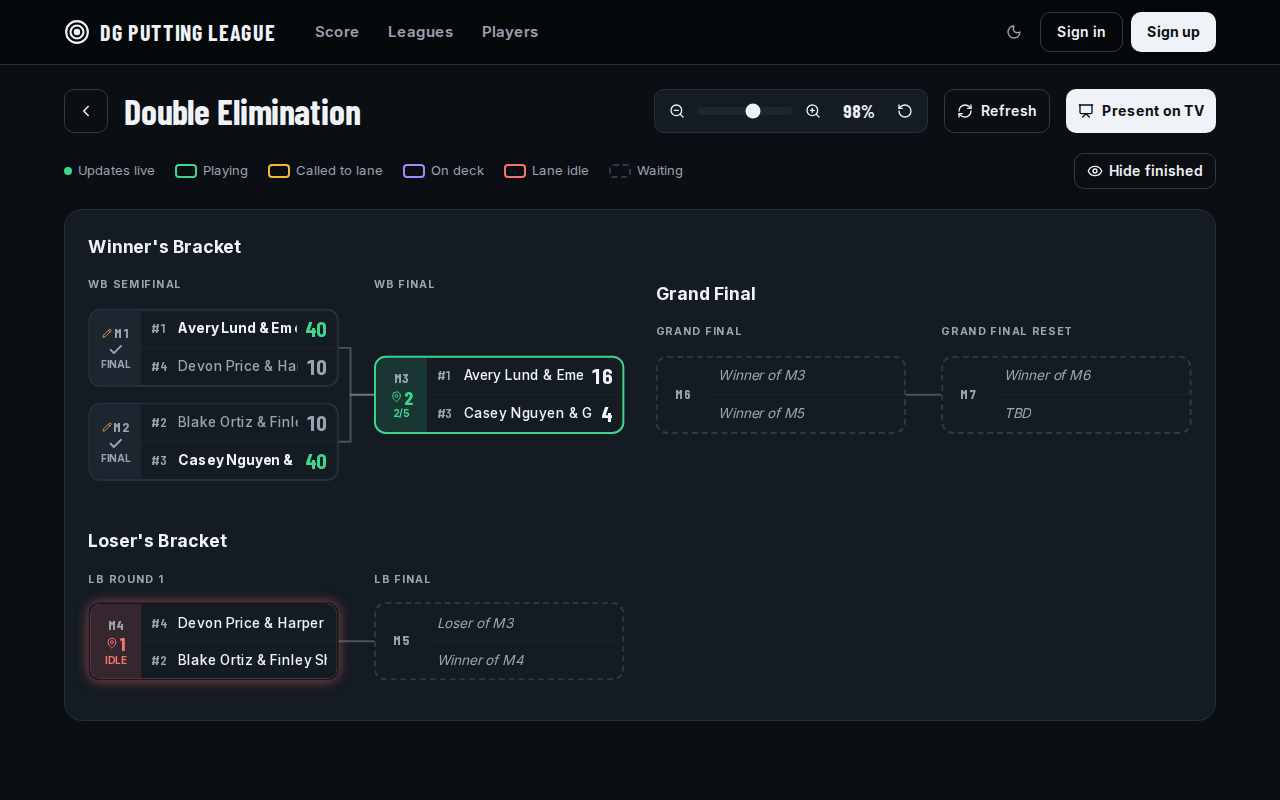 DG PUTTING LEAGUE
Score
Leagues
Players
Sign in
Sign up
Double Elimination
98%
Refresh
Present on TV
Updates live
Playing
Called to lane
On deck
Lane idle
Waiting
Hide finished
Winner's Bracket
WB SEMIFINAL
M1
FINAL
#1 Avery Lund & Em 40
#4 Devon Price & Ha 10
M2
FINAL
#2 Blake Ortiz & Finl 10
#3 Casey Nguyen & 40
WB FINAL
M3
2
2/5
#1 Avery Lund & Eme 16
#3 Casey Nguyen & G 4
Grand Final
GRAND FINAL
M6
Winner of M3
Winner of M5
GRAND FINAL RESET
M7
Winner of M6
TBD
Loser's Bracket
LB ROUND 1
M4
1
IDLE
#4 Devon Price & Harper
#2 Blake Ortiz & Finley Sh
LB FINAL
M5
Loser of M3
Winner of M4